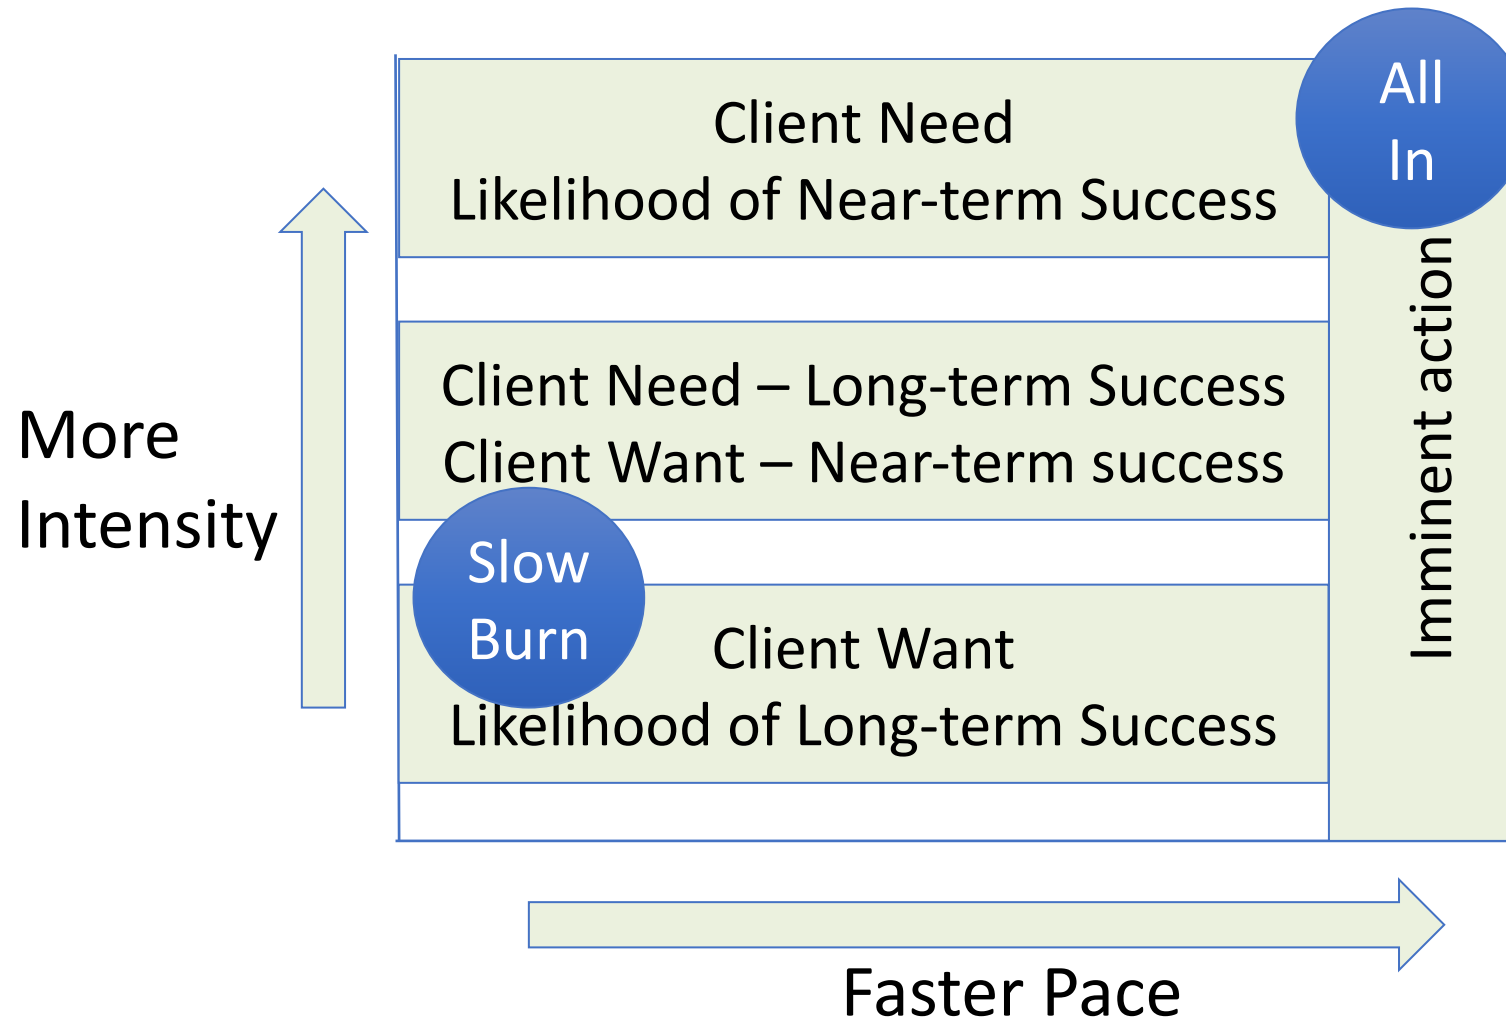 All
In
Client Need
Likelihood of Near-term Success
Client Need – Long-term Success
Client Want – Near-term success
Imminent action
More
Intensity
Slow
Burn
Client Want
Likelihood of Long-term Success
Faster Pace